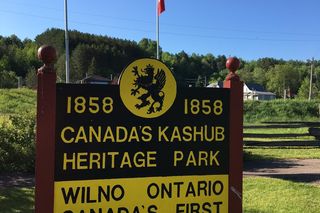 1858 1858
CANADA'S KASHUB
HERITAGE PARK
WILNO ONTARIO
CANADA'S FIRST